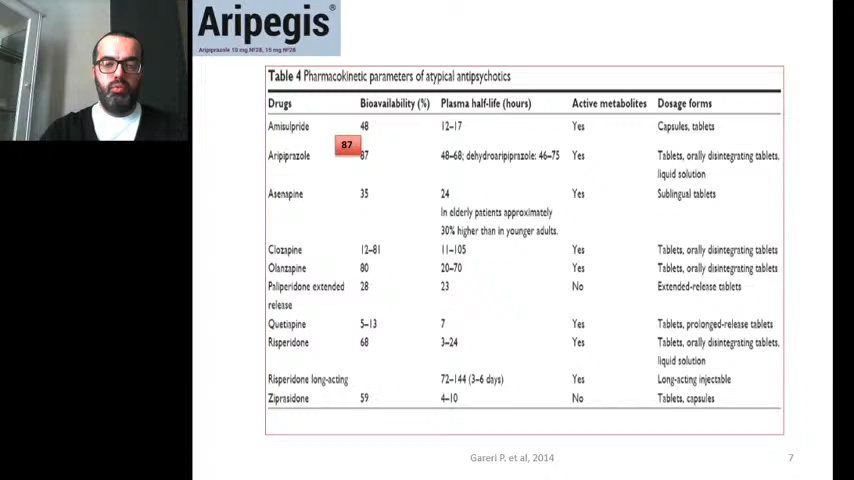 Aripegis®
Aripiprazole 10 mg №28, 15 mg №28
Table 4 Pharmacokinetic parameters of atypical antipsychotics
Drugs Bioavailability (%) Plasma half-life (hours) Active metabolites Dosage forms
Amisulpride 48 12–17 Yes Capsules, tablets
87
Aripiprazole 87 48–68; dehydroaripiprazole: 46–75 Yes Tablets, orally disintegrating tablets,
liquid solution
Asenapine 35 24 Yes Sublingual tablets
In elderly patients approximately
30% higher than in younger adults.
Clozapine 12–81 11–105 Yes Tablets, orally disintegrating tablets
Olanzapine 80 20–70 Yes Tablets, orally disintegrating tablets
Paliperidone extended 28 23 No Extended-release tablets
release
Quetiapine 5–13 7 Yes Tablets, prolonged-release tablets
Risperidone 68 3–24 Yes Tablets, orally disintegrating tablets,
liquid solution
Risperidone long-acting 72–144 (3–6 days) Yes Long-acting injectable
Ziprasidone 59 4–10 No Tablets, capsules
Gareri P. et al, 2014
7